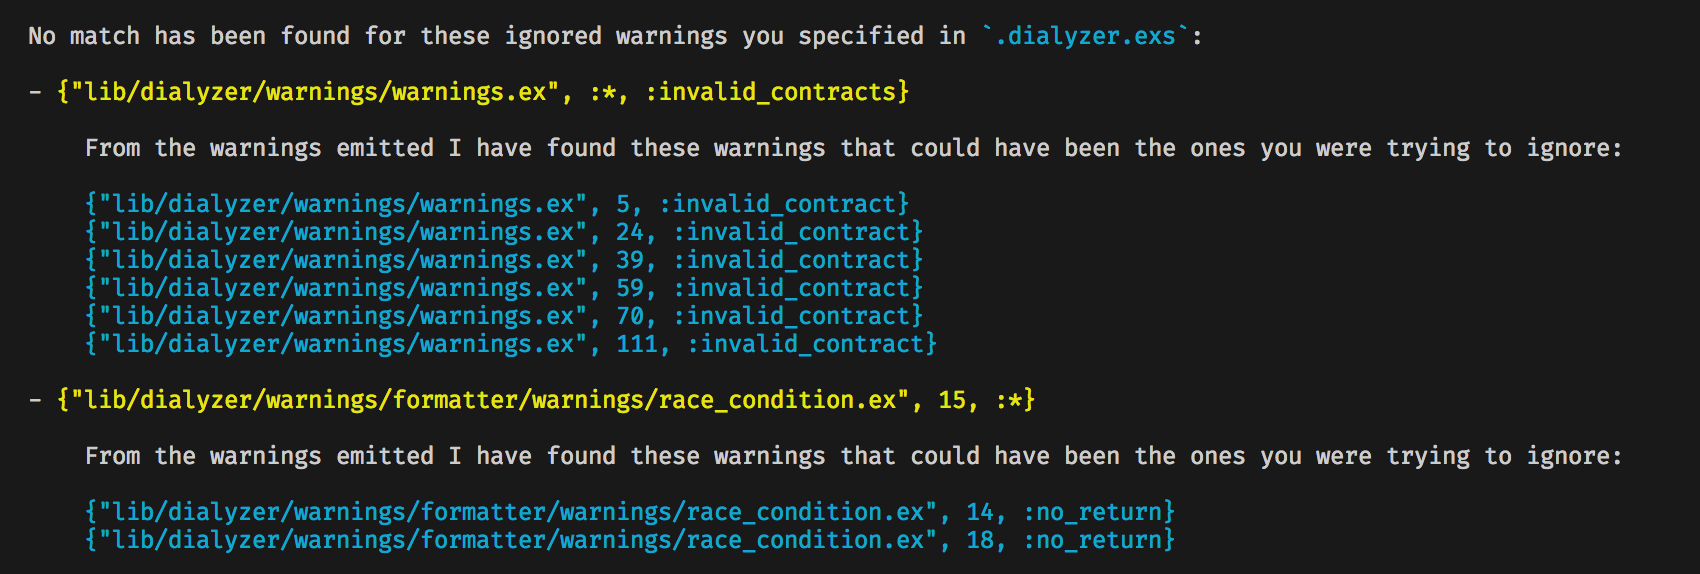 No match has been found for these ignored warnings you specified in `.dialyzer.exs`:
- {"lib/dialyzer/warnings/warnings.ex", :*, :invalid_contracts}
From the warnings emitted I have found these warnings that could have been the ones you were trying to ignore:
{"lib/dialyzer/warnings/warnings.ex", 5, :invalid_contract}
{"lib/dialyzer/warnings/warnings.ex", 24, :invalid_contract}
{"lib/dialyzer/warnings/warnings.ex", 39, :invalid_contract}
{"lib/dialyzer/warnings/warnings.ex", 59, :invalid_contract}
{"lib/dialyzer/warnings/warnings.ex", 70, :invalid_contract}
{"lib/dialyzer/warnings/warnings.ex", 111, :invalid_contract}
- {"lib/dialyzer/warnings/formatter/warnings/race_condition.ex", 15, :*}
From the warnings emitted I have found these warnings that could have been the ones you were trying to ignore:
{"lib/dialyzer/warnings/formatter/warnings/race_condition.ex", 14, :no_return}
{"lib/dialyzer/warnings/formatter/warnings/race_condition.ex", 18, :no_return}